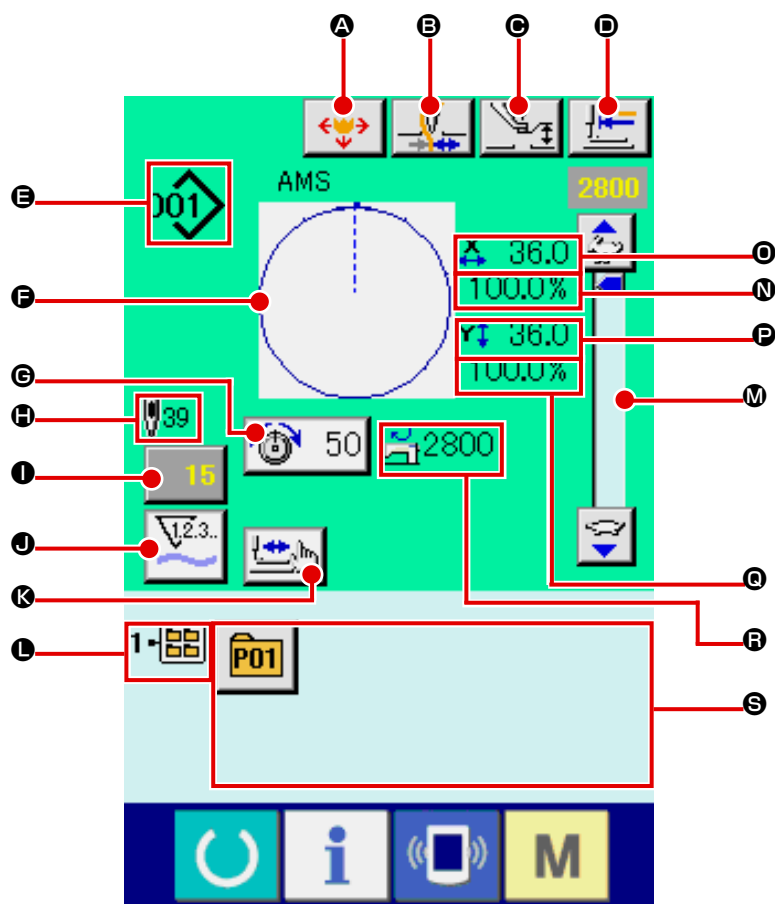 A B C D
E 001 AMS 2800
X 36.0 O
F 100.0% N
Y 36.0 P
G 100.0% M
H 39
50 2800
I 15
J 1.2.3..
K Q
R
L 1 P01
S
i M